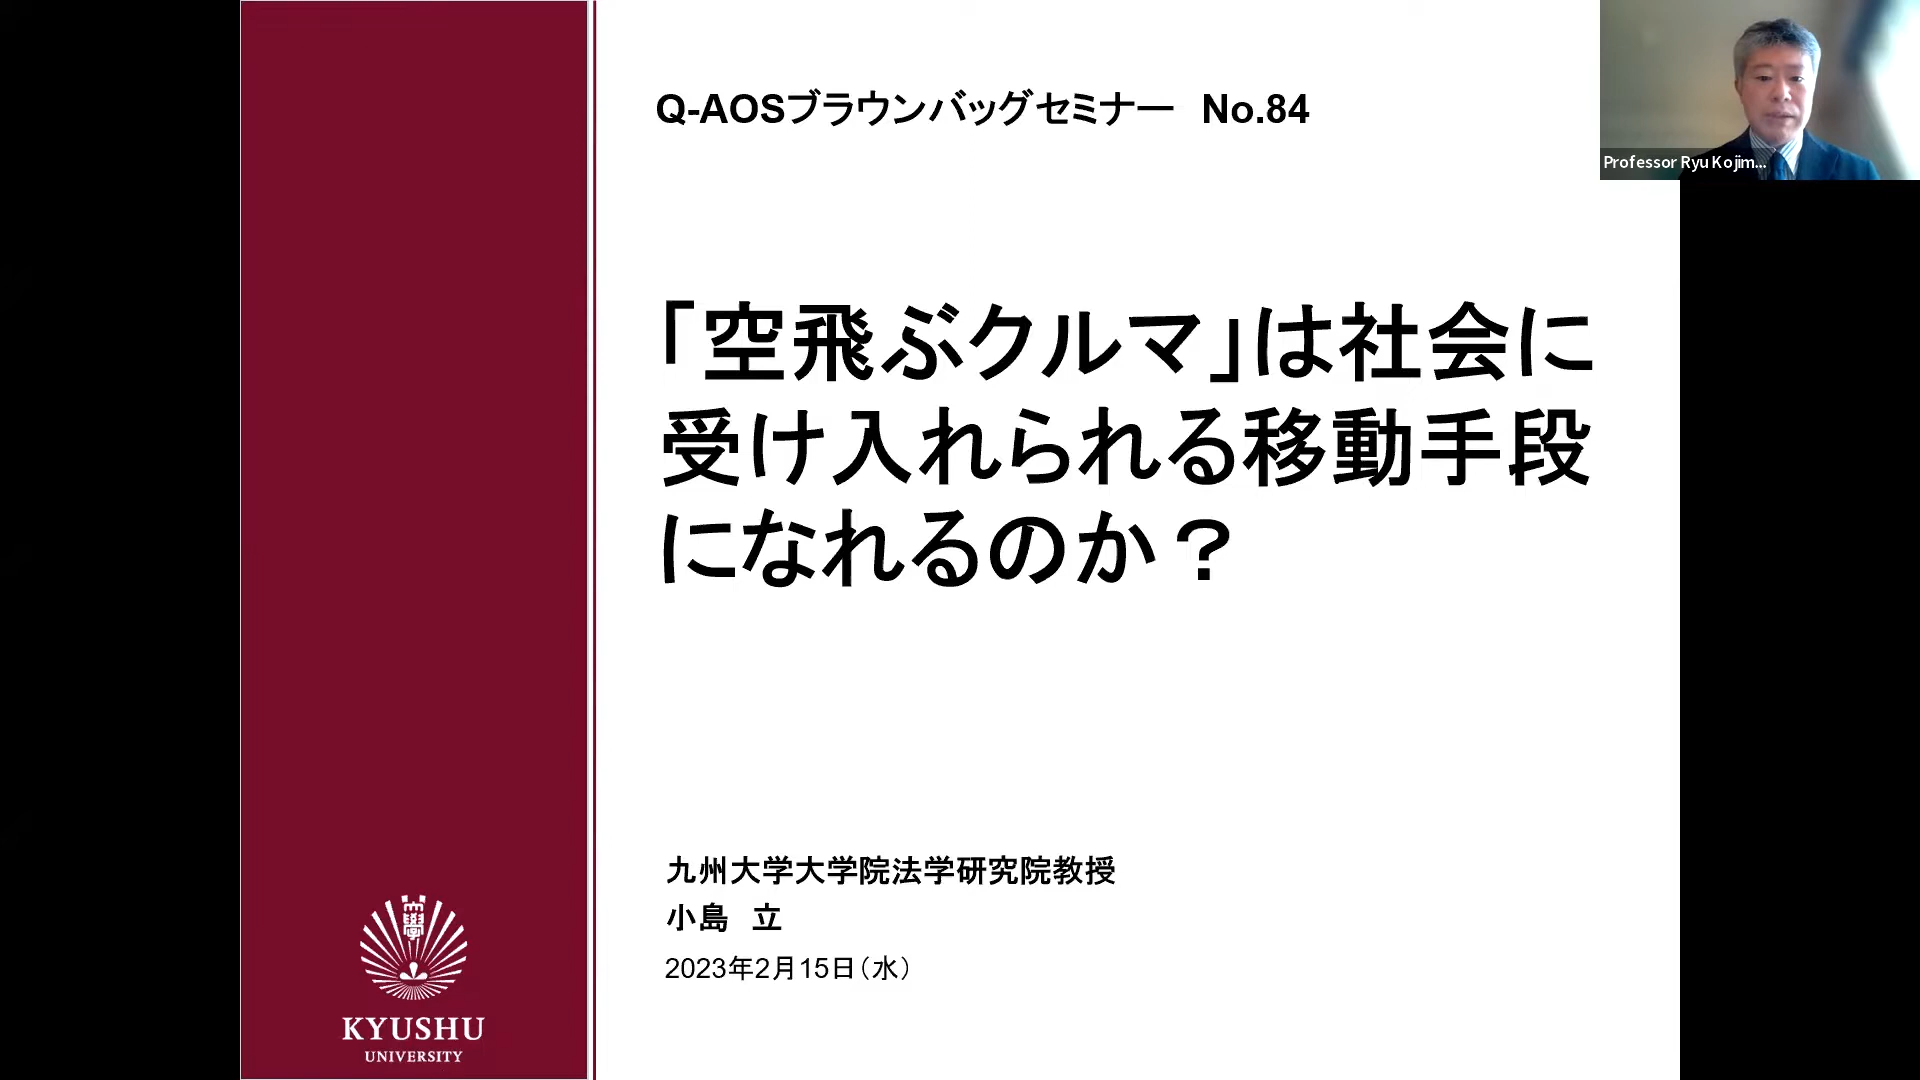 Q-AOSブラウンバッグセミナー No.84
Professor Ryu Kojim...
「空飛ぶクルマ」は社会に
受け入れられる移動手段
になれるのか？
九州大学大学院法学研究院教授
小島 立
2023年2月15日（水）
大學
KYUSHU
UNIVERSITY